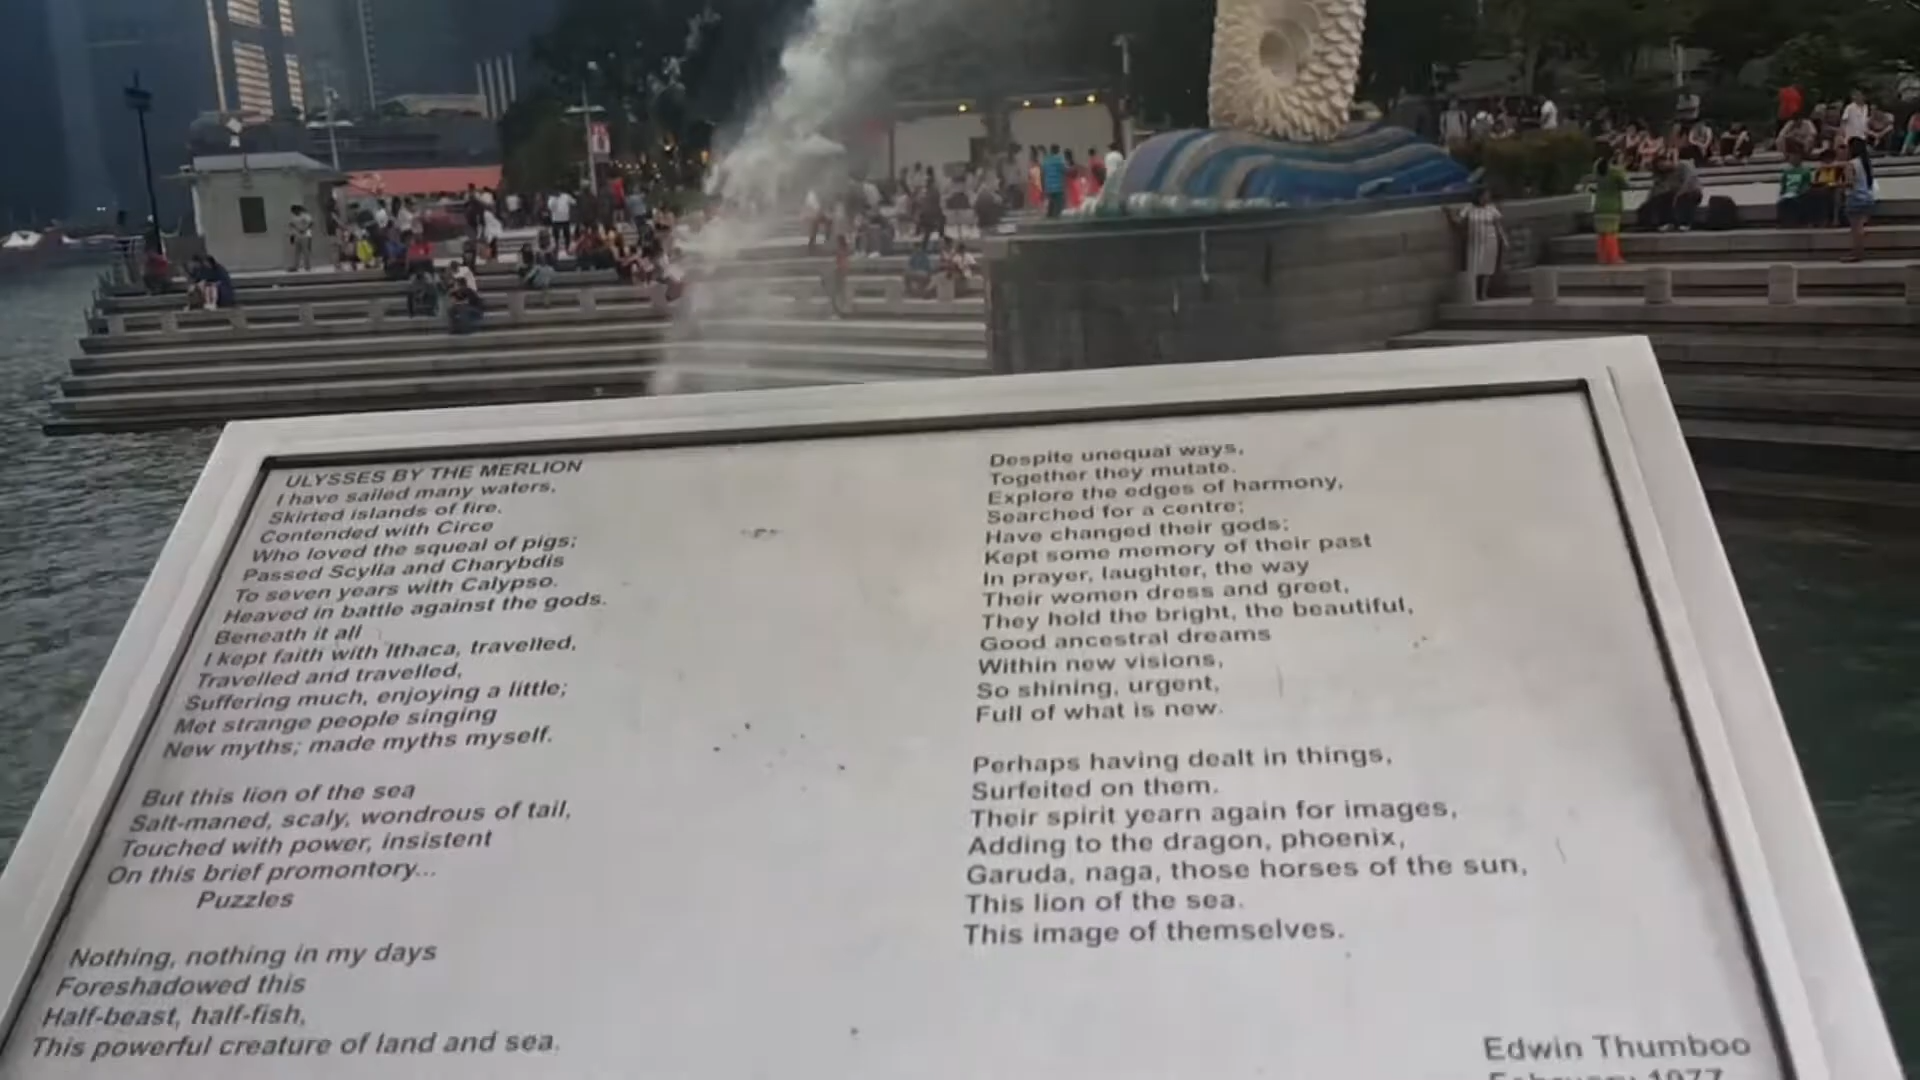 ULYSSES BY THE MERLION
I have sailed many waters,
Skirted islands of fire,
Contended with Circe
Who loved the squeal of pigs;
Passed Scylla and Charybdis
To seven years with Calypso.
Heaved in battle against the gods.
Beneath it all
I kept faith with Ithaca, travelled,
Travelled and travelled,
Suffering much, enjoying a little;
Met strange people singing
New myths; made myths myself.
But this lion of the sea
Salt-maned, scaly, wondrous of tail,
Touched with power, insistent
On this brief promontory...
Puzzles
Nothing, nothing in my days
Foreshadowed this
Half-beast, half-fish,
This powerful creature of land and sea.
Despite unequal ways,
Together they mutate.
Explore the edges of harmony,
Searched for a centre;
Have changed their gods;
Kept some memory of their past
In prayer, laughter, the way
Their women dress and greet,
They hold the bright, the beautiful,
Good ancestral dreams
Within new visions,
So shining, urgent,
Full of what is new.
Perhaps having dealt in things,
Surfeited on them.
Their spirit yearn again for images,
Adding to the dragon, phoenix,
Garuda, naga, those horses of the sun,
This lion of the sea.
This image of themselves.
Edwin Thumboo
February 1977